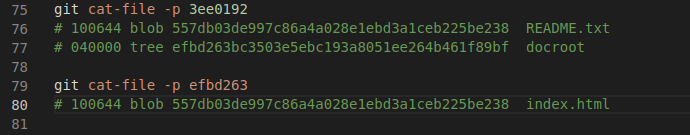 75 git cat-file -p 3ee0192
76 # 100644 blob 557db03de997c86a4a028e1ebd3a1ceb225be238  README.txt
77 # 040000 tree efbd263bc3503e5ebc193a8051ee264b461f89bf  docroot
78
79 git cat-file -p efbd263
80 # 100644 blob 557db03de997c86a4a028e1ebd3a1ceb225be238  index.html
81